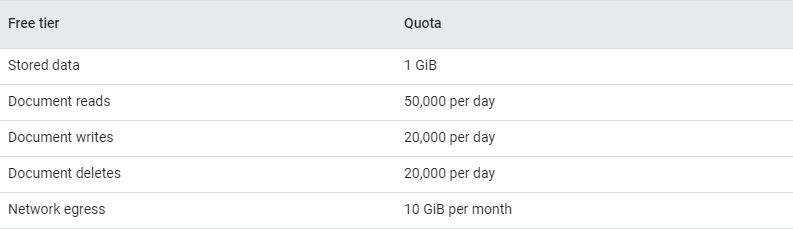 Free tier Quota
Stored data 1 GiB
Document reads 50,000 per day
Document writes 20,000 per day
Document deletes 20,000 per day
Network egress 10 GiB per month